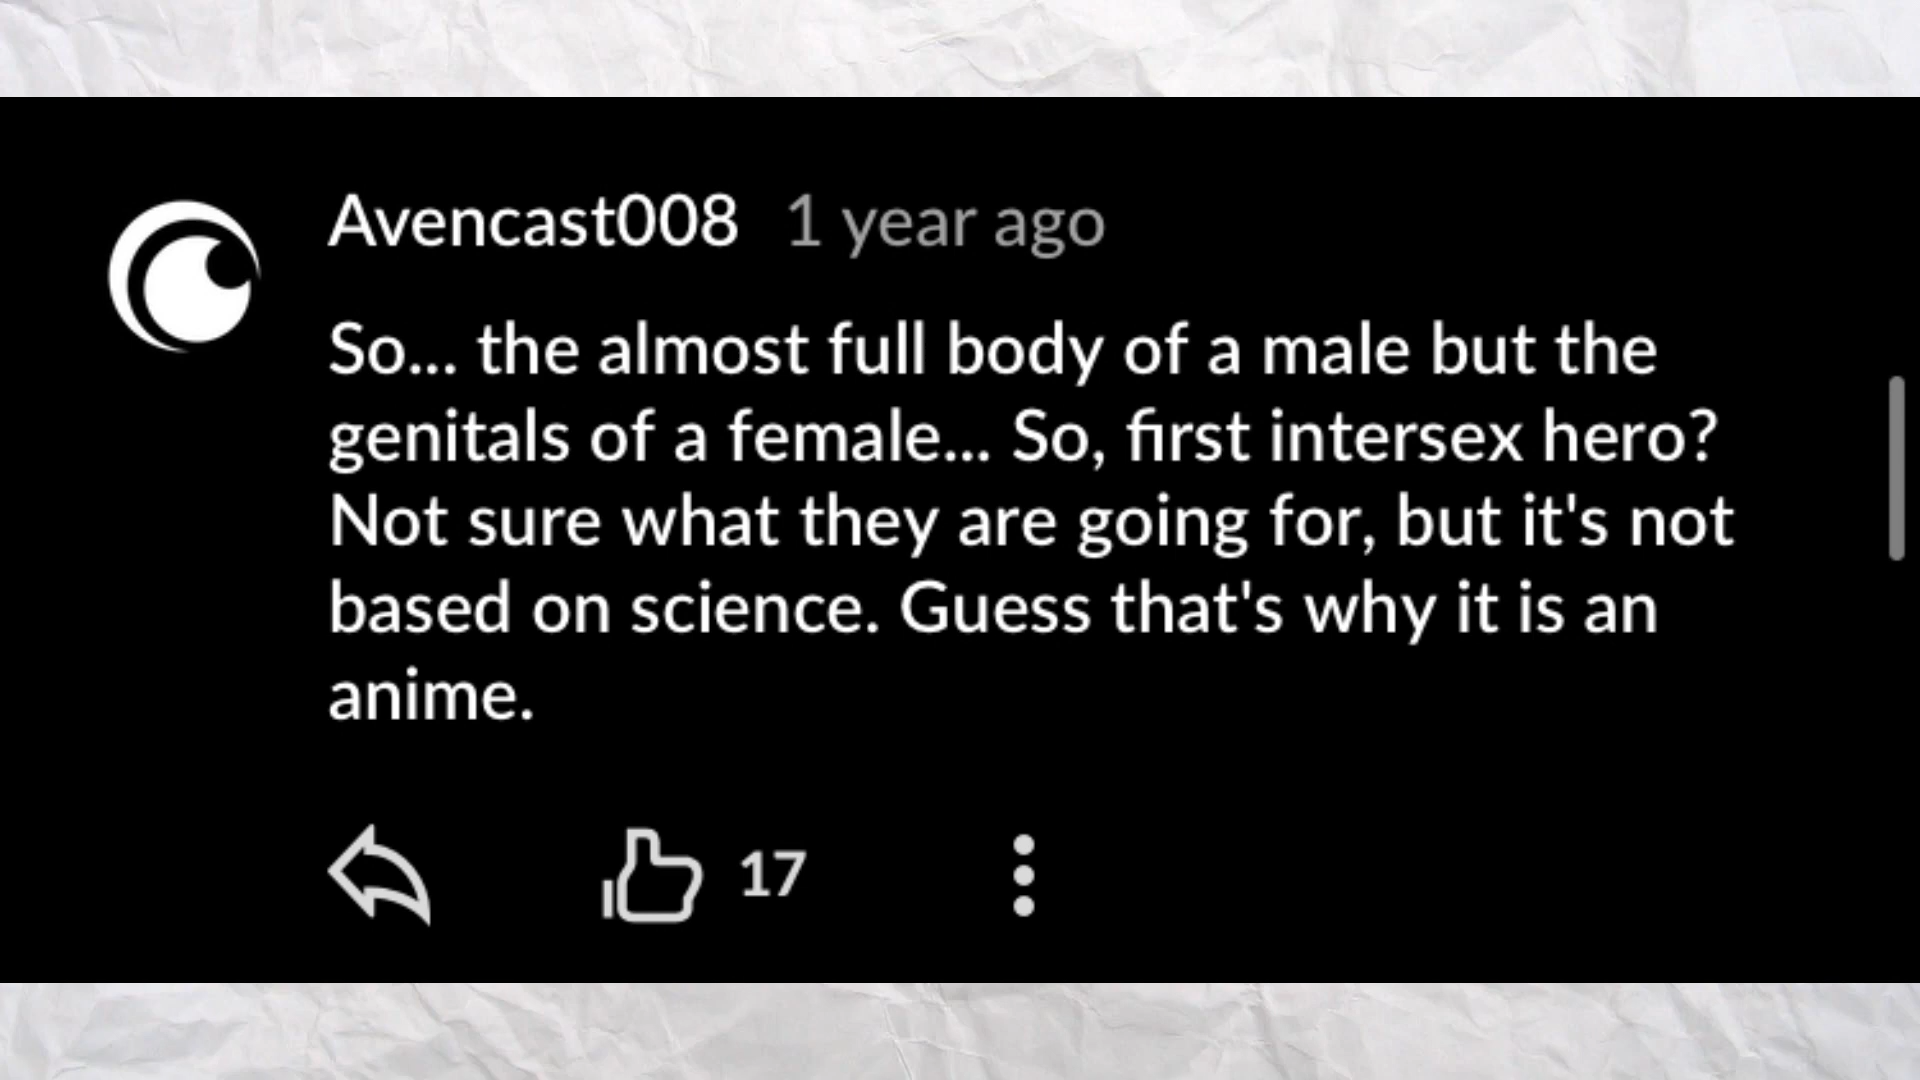 Avencast008 1 year ago
So... the almost full body of a male but the
genitals of a female... So, first intersex hero?
Not sure what they are going for, but it's not
based on science. Guess that's why it is an
anime.
17